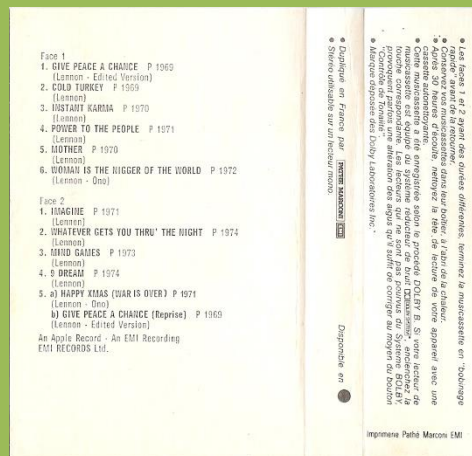 Face 1
1. GIVE PEACE A CHANCE P 1969
(Lennon - Edited Version)
2. COLD TURKEY P 1969
(Lennon)
3. INSTANT KARMA P 1970
(Lennon)
4. POWER TO THE PEOPLE P 1971
(Lennon)
5. MOTHER P 1970
(Lennon)
6. WOMAN IS THE NIGGER OF THE WORLD P 1972
(Lennon - Ono)
Face 2
1. IMAGINE P 1971
(Lennon)
2. WHATEVER GETS YOU THRU' THE NIGHT P 1974
(Lennon)
3. MIND GAMES P 1973
(Lennon)
4. 9 DREAM P 1974
(Lennon)
5. a) HAPPY XMAS (WAR IS OVER) P 1971
(Lennon - Ono)
b) GIVE PEACE A CHANCE (Reprise) P 1969
(Lennon - Edited Version)
An Apple Record - An EMI Recording
EMI RECORDS Ltd.
• Les faces 1 et 2 ayant des durées différentes, terminez la musicassette en "bobinage
rapide" avant de la retourner.
• Conservez vos musicassettes dans leur boîtier, à l'abri de la chaleur.
• Après 30 heures d'écoute, nettoyez la tête de lecture de votre appareil avec une
cassette autonettoyante.
• Cette musicassette a été enregistrée selon le procédé DOLBY B. Si votre lecteur de
musicassette est équipé du système réducteur de bruit, enclenchez la
touche correspondante. Les lecteurs qui ne sont pas pourvus du Systeme BOLBY,
provoquent parfois une altération des aigus qu'il suffit de corriger au moyen du bouton
"Contrôle de Tonalité".
• Marque déposée des Dolby Laboratoires Inc."
• Dupliqué en France par PATHE MARCONI EMI Disponible en
• Stéréo utilisable sur un lecteur mono.
Imprimerie Pathé Marconi EMI